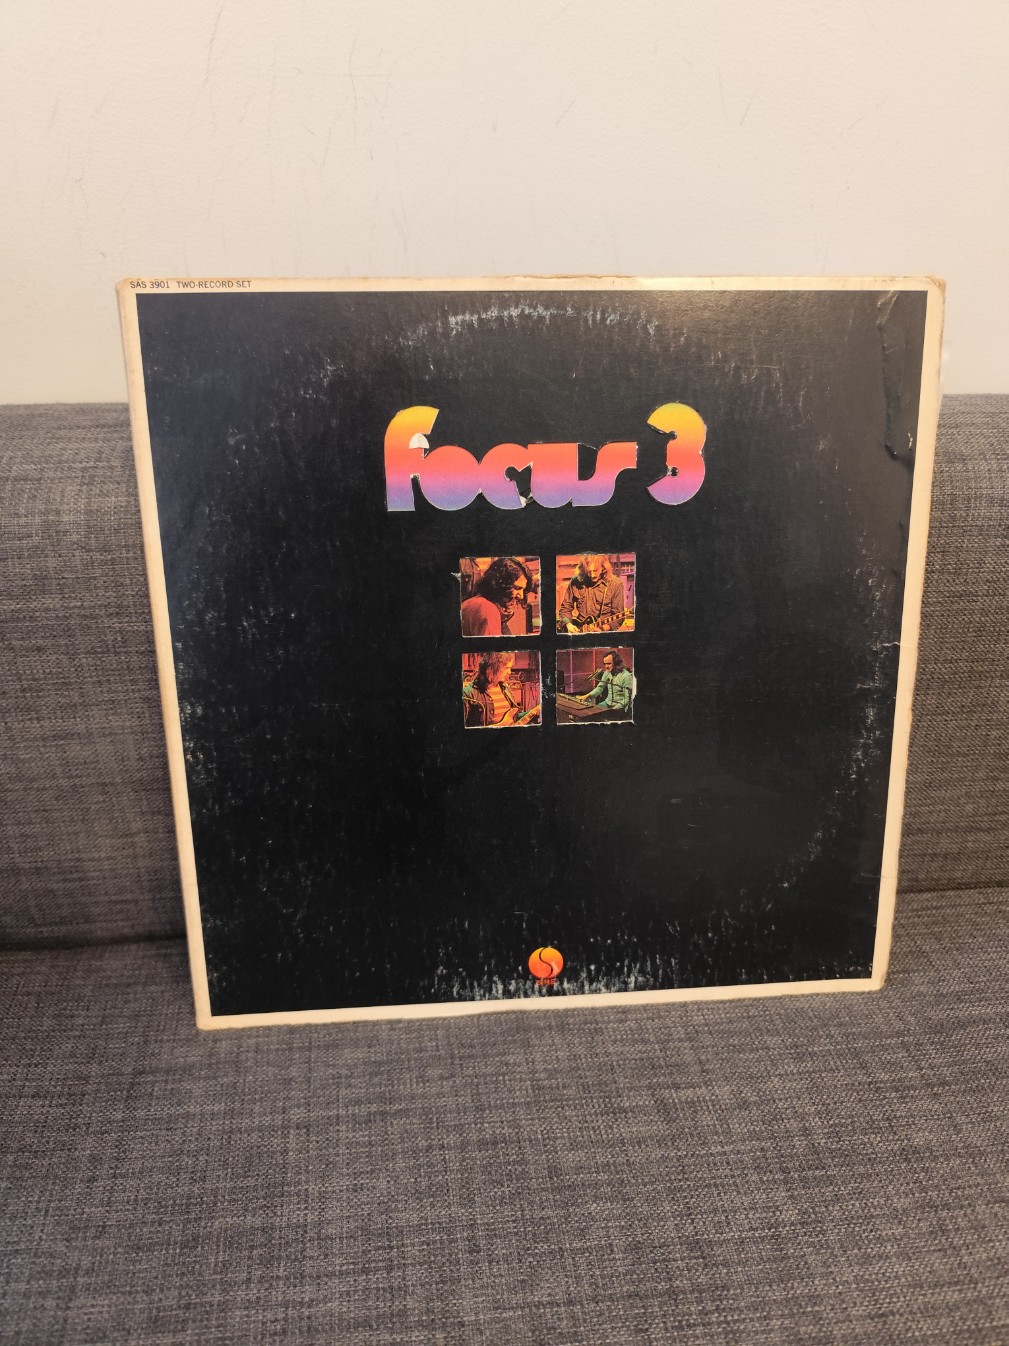 SAS 3901 TWO-RECORD SET
focus 3